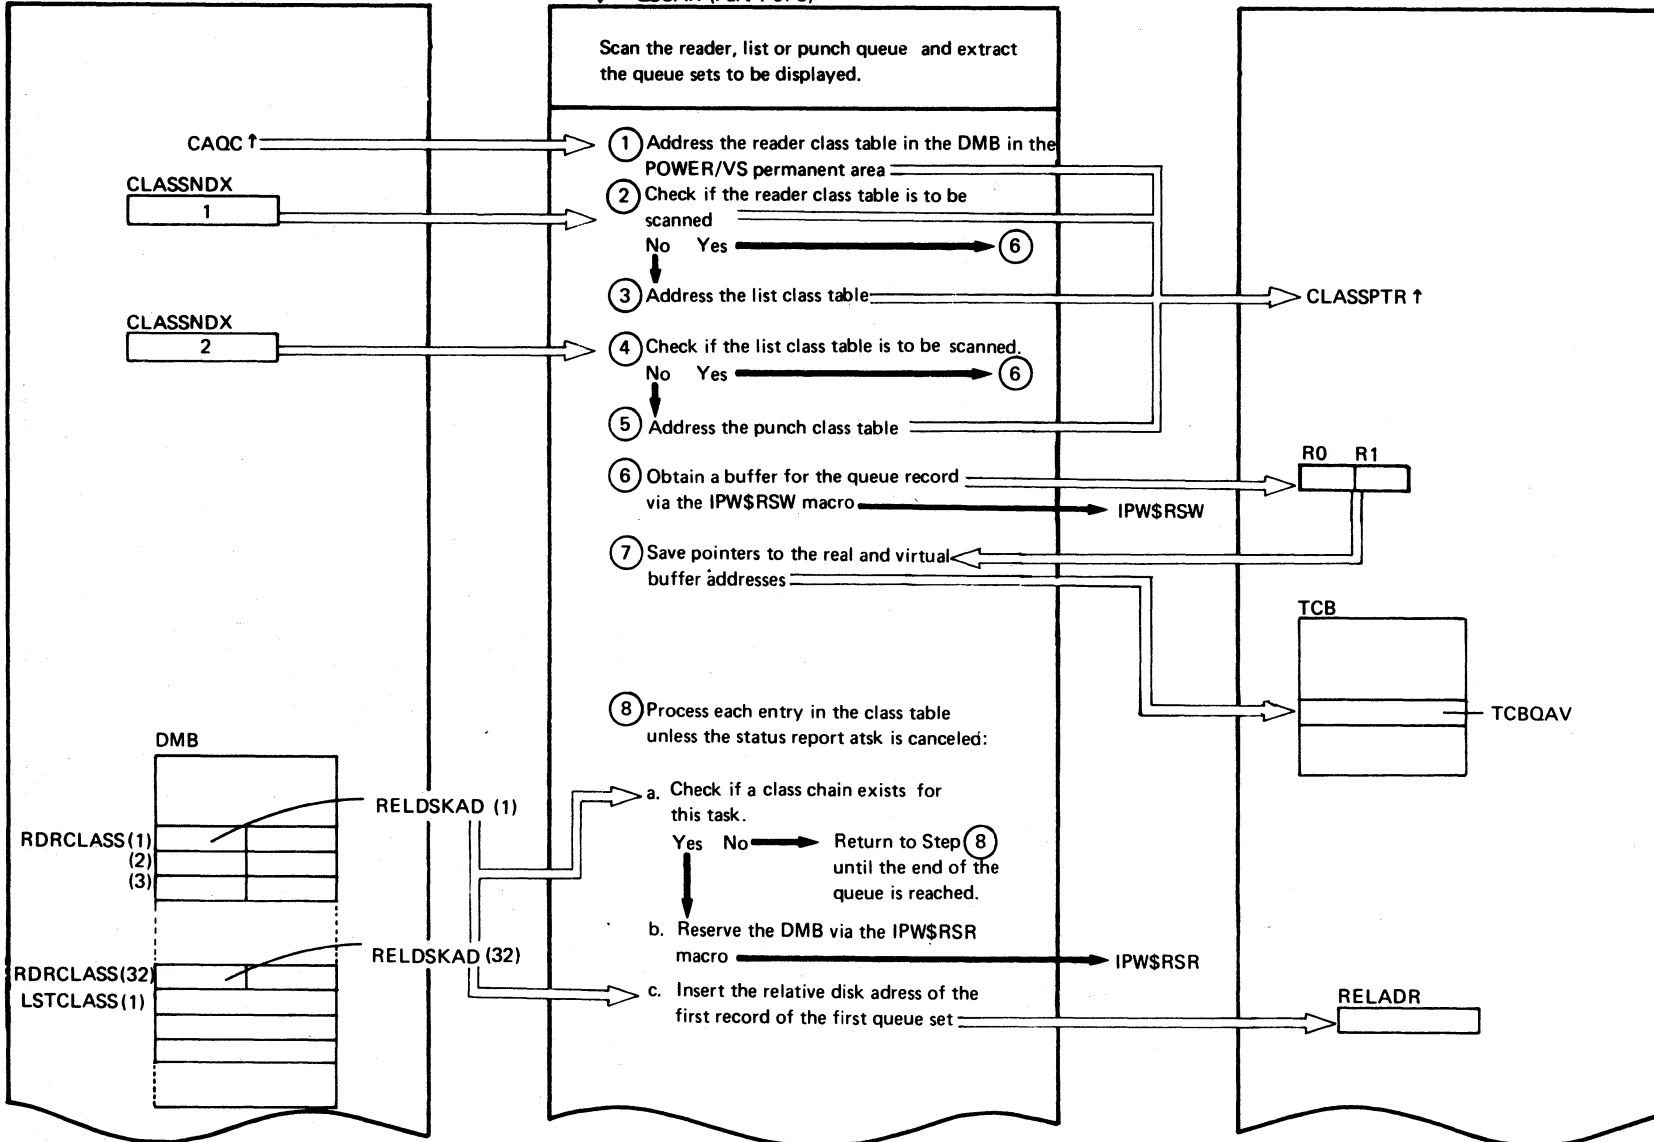 Scan the reader, list or punch queue and extract
the queue sets to be displayed.
CAQC ↑
1 Address the reader class table in the DMB in the
POWER/VS permanent area
CLASSNDX
1
2 Check if the reader class table is to be
scanned
No Yes 6
3 Address the list class table
CLASSPTR ↑
CLASSNDX
2
4 Check if the list class table is to be scanned.
No Yes 6
5 Address the punch class table
6 Obtain a buffer for the queue record
via the IPW$RSW macro
IPW$RSW
R0 R1
7 Save pointers to the real and virtual
buffer addresses
TCB
TCBQAV
8 Process each entry in the class table
unless the status report atsk is canceled:
DMB
RELDSKAD (1)
RDRCLASS(1)
(2)
(3)
a. Check if a class chain exists for
this task.
Yes No Return to Step 8
until the end of the
queue is reached.
b. Reserve the DMB via the IPW$RSR
macro
IPW$RSR
RELDSKAD (32)
RDRCLASS(32)
LSTCLASS(1)
c. Insert the relative disk adress of the
first record of the first queue set
RELADR